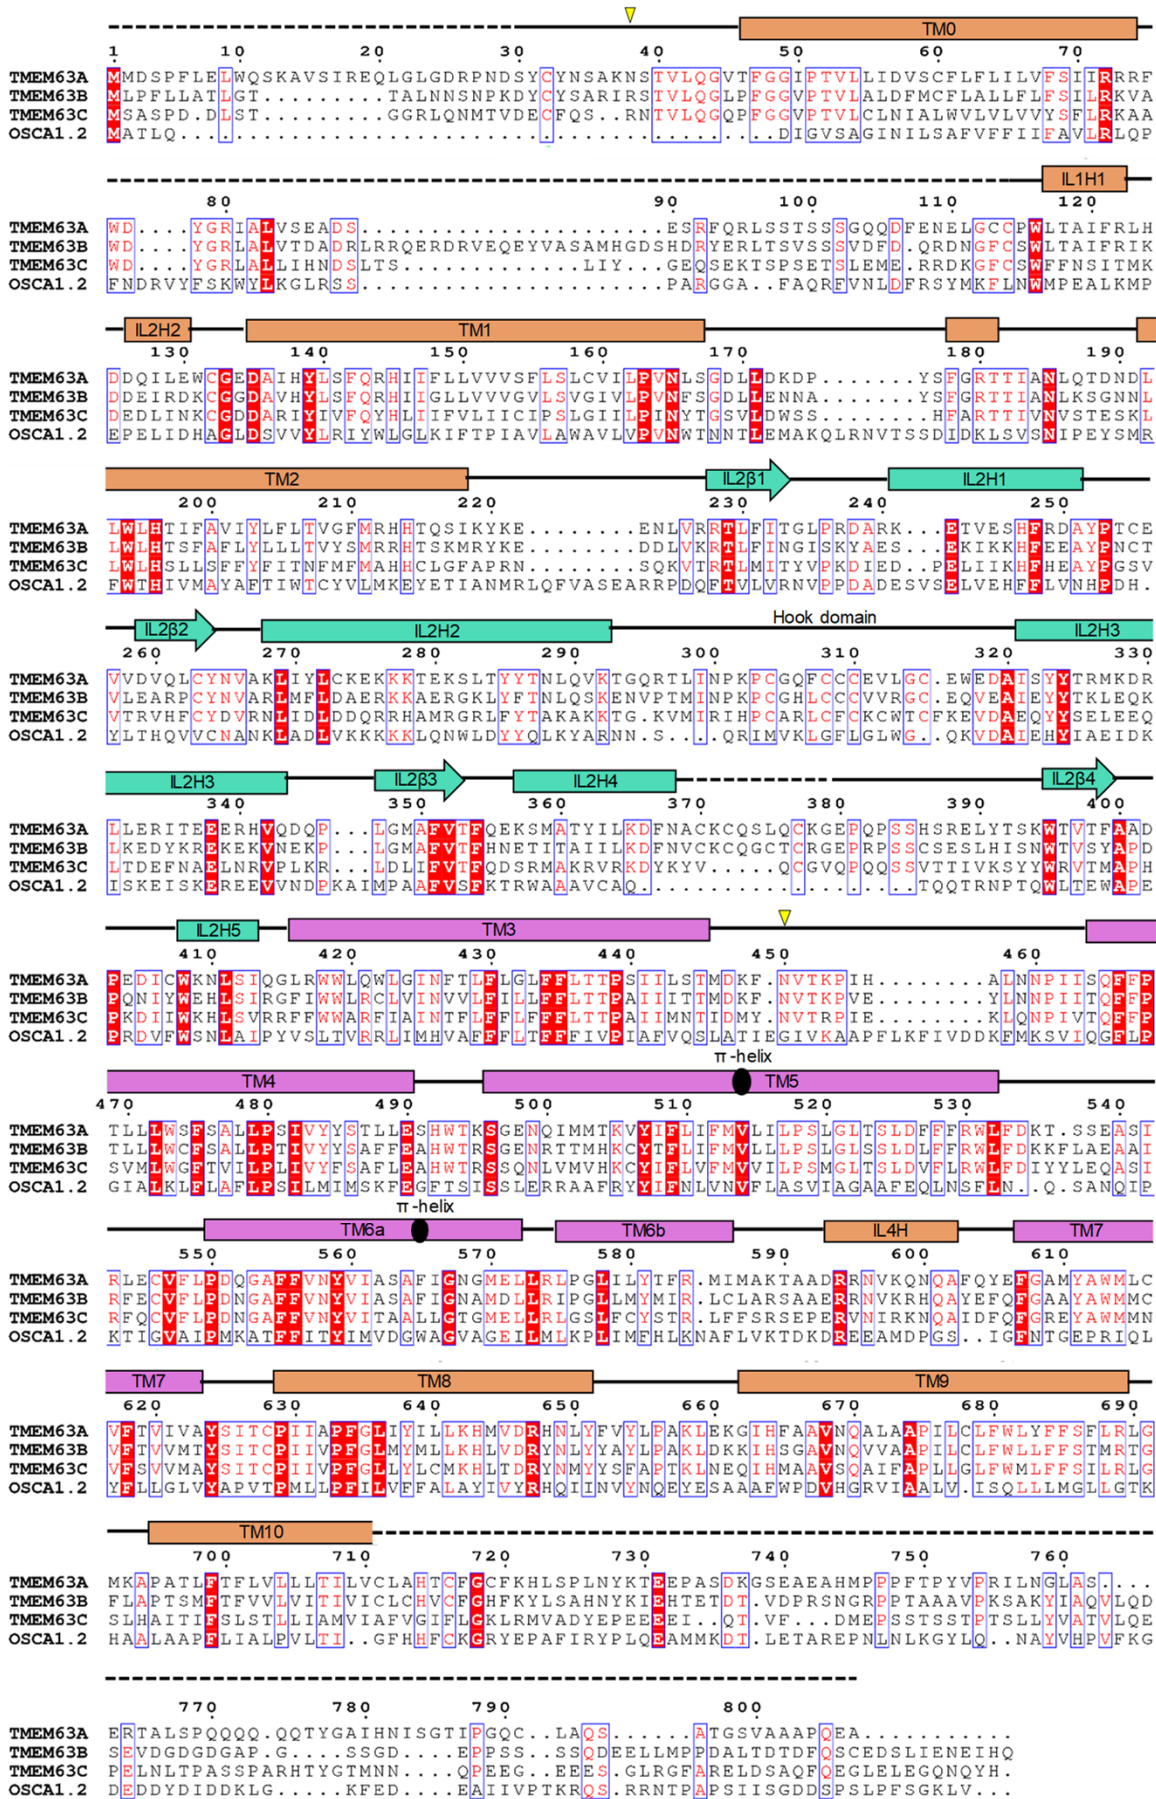 TM0
1 10 20 30 40 50 60 70
TMEM63A MMDSPFLELWQSKAVSIREQLGLGDRPNDSYCYNSAKNSTVLQGVTFGGIPTVLLIDVSCFLFLILVFSIIRRRF
TMEM63B MLPFLLATLGT.........TALNNSNPKDYCYSARIRSTVLQGLPFGGVPTVLALDFMCFLALLFLFSILRKVA
TMEM63C MSASPD.DLST.........GGRLQNMTVDECFQS..RNTVLQGQPFGGVPTVLCLNIALWVLVLVVYSFLRKAA
OSCA1.2 MATLQ...........................................DIGVSAGINILSAFVFFIIFAVLRLQP
IL1H1
80 90 100 110 120
TMEM63A WD....YGRIALVSEADS......................ESRFQRLSSTSSSGQQDFENELGCCPWLTAIFRLH
TMEM63B WD....YGRLALVTDADRLRRQERDRVEQEYVASAMHGDSHDRYERLTSVSSSVDFD.QRDNGFCSWLTAIFRIK
TMEM63C WD....YGRLALLIHNDSLTS.............LIY...GEQSEKTSPSETSLEME.RRDKGFCSWFFNSITMK
OSCA1.2 FNDRVYFSKWYLKGLRSS......................PARGGA..FAQRFVNLDFRSYMKFLNWMPEALKMP
IL2H2 TM1
130 140 150 160 170 180 190
TMEM63A DDQILEWCGEDAIHYLSFQRHIIFLLVVVSFLSLCVILPVNLSGDLLDKDP.......YSFGRTTIANLQTDNDL
TMEM63B DDEIRDKCGGDAVHYLSFQRHIIGLLVVVGVLSVGIVLPVNFSGDLLENNA.......YSFGRTTIANLKSGNNL
TMEM63C DEDLINKCGDDARIYIVFQYHLIIFVLIICIPSLGIILPINYTGSVLDWSS.......HFARTTIVNVSTESKL
OSCA1.2 EPELIDHAGLDSVVYLRIYWLGLKIFTPIAVLAWAVLVPVNWTNNTLEMAKQLRNVTSSDIDKLSVSNIPEYSMR
TM2 IL2β1 IL2H1
200 210 220 230 240 250
TMEM63A LWLHTIFAVIYLFLTVGFMRHHTQSIKYKE........ENLVRRTLFITGLPRDARK...ETVESHFRDAYPTCE
TMEM63B LWLHTSFAFLYLLLTVYSMRRHTSKMRYKE........DDLVKRTLFINGISKYAES...EKIKKHFEEAYPNCT
TMEM63C LWLHSLLSFFYFITNFMFMAHHCLGFAPRN........SQKVTRTLMITYVPKDIED..PELIIKHFHEAYPGSV
OSCA1.2 FWTHIVMAYAFTIWTCYVLMKEYETIANMRLQFVASEARRPDQFTVLVRNVPPDADESVSELVEHFFLVNHPDH.
IL2β2 IL2H2 Hook domain IL2H3
260 270 280 290 300 310 320 330
TMEM63A VVDVQLCYNVAKLIYLCKEKKKTEKSLTYYTNLQVKTGQRTLINPKPCGQFCCCEVLGC.EWEDAISYYTRMKDR
TMEM63B VLEARPCYNVARLMFLDAERKKAERGKLYFTNLQSKENVPTMINPKPCGHLCCCVVRGC.EQVEAIEYYTKLEQK
TMEM63C VTRVHFCYDVRNLIDLDDQRRHAMRGRLFYTAKAKKTG.KVMIRIHPCARLCFCKCWTCFKEVDAEQYYSELEEQ
OSCA1.2 YLTHQVVCNANKLADLVKKKKKLQNWLDYYQLKYARNN..S...QRIMVKLGFLGLWG..QKVDAIEHYIAEIDK
IL2H3 IL2β3 IL2H4 IL2β4
340 350 360 370 380 390 400
TMEM63A LLERITEEERHVQDQP...LGMAFVTFQEKSMATYILKDFNACKCQSLQCKGEPQPSSHSRELYTSKWTVTFAAD
TMEM63B LKEDYKREKEKVNEKP...LGMAFVTFHNETITAIILKDFNVCKCQGCTCRGEPRPSSCSESLHISNWTVSYAPD
TMEM63C LTDEFNAELNRVPLKR...LDLIFVTFQDSRMAKRVRKDYKYV......CGVQPQQSSVTTIVKSYYWRVTMAPH
OSCA1.2 ISKEISKEREEVVNDPKAIMPAAFVSFKTRWAAAVCAQ....................TQQTRNPTQWLTEWAPE
IL2H5 TM3
410 420 430 440 450 460
TMEM63A PEDICWKNLSIQGLRWWLQWLGINFTLFLGLFFLTTPSIILSTMDKF.NVTKPIH........ALNNPIISQFFP
TMEM63B PQNIYWEHLSIRGFIWWLRCLVINVVLFILLFFLTTPAIIITTMDKF.NVTKPVE........YLNNPIITQFFP
TMEM63C PKDIIWKHLSVRRFFWWARFIAINTFLFFLFFFLTTPAIIMNTIDMY.NVTRPIE........KLQNPIVTQFFP
OSCA1.2 PRDVFWSNLAIPYVSLTVRRLIMHVAFFFLTFFFIVPIAFVQSLATIEGIVKAAPFLKFIVDDKFMKSVIQGFLP
π-helix
TM4 TM5
470 480 490 500 510 520 530 540
TMEM63A TLLLWSFSALLPSIVYYSTLLESHWTKSGENQIMMTKVYIFLIFMVLILPSLGLTSLDFFFRWLFDKT.SSEASI
TMEM63B TLLLWCFSALLPTIVYYSAFFEAHWTRSGENRTTMHKCYTFLIFMVLLLPSLGLSSLDLFFRWLFDKKFLAEAAI
TMEM63C SVMLWGFTVILPLIVYFSAFLEAHWTRSSQNLVMVHKCYIFLVFMVVILPSMGLTSLDVFLRWLFDIYYLEQASI
OSCA1.2 GIALKLFLAFLPSILMIMSKFEGFTSISSLERRAAFRYYIFNLVNVFLASVIAGAAFEQLNSFLN..Q.SANQIP
π-helix
TM6a TM6b IL4H TM7
550 560 570 580 590 600 610
TMEM63A RLECVFLPDQGAFFVNYVIASAFIGNGMELLRLPGLILYTFR.MIMAKTAADRRNVKQNQAFQYEFGAMYAWMLC
TMEM63B RFECVFLPDNGAFFVNYVIASAFIGNAMDLLRIPGLLMYMIR.LCLARSAAERRNVKRHQAYEFQFGAAYAWMMC
TMEM63C RFQCVFLPDNGAFFVNYVITAALLGTGMELLRLGSLFCYSTR.LFFSRSEPERVNIRKNQAIDFQFGREYAWMMN
OSCA1.2 KTIGVAIPMKATFFITYIMVDGWAGVAGEILMLKPLIMFHLKNAFLVKTDKDREEAMDPGS..IGFNTGEPRIQL
TM7 TM8 TM9
620 630 640 650 660 670 680 690
TMEM63A VFTVIVAYSITCPIIAPFGLIYILLKHMVDRHNLYFVYLPAKLEKGIHFAAVNQALAAPILCLFWLYFFSFLRLG
TMEM63B VFTVVMTYSITCPIIVPFGLMYMLLKHLVDRYNLYYAYLPAKLDKKIHSGAVNQVVAAPILCLFWLLFFSTMRTG
TMEM63C VFSVVMAYSITCPIIVPFGLLYLCMKHLTDRYNMYYSFAPTKLNEQIHMAAVSQAIFAPLLGLFWMLFFSILRLG
OSCA1.2 YFLLGLVYAPVTPMLLPFILVFFALAYIVYRHQIINVYNQEYESAAAFWPDVHGRVIAALV.ISQLLLMGLLGTK
TM10
700 710 720 730 740 750 760
TMEM63A MKAPATLFTFLVLLLTILVCLAHTCFGCFKHLSPLNYKTEEPASDKGSEAEAHMPPPFTPYVPRILNGLAS....
TMEM63B FLAPTSMFTFVVLVITIVICLCHVCFGHFKYLSAHNYKIEHTETDT.VDPRSNGRPPTAAAVPKSAKYIAQVLQD
TMEM63C SLHAITIFSLSTLLIAMVIAFVGIFLGKLRMVADYEPEEEEI..QT.VF...DMEPSSTSSTPTSLLYVATVLQE
OSCA1.2 HAALAAPFLIALPVLTI..GFHHFCKGRYEPAFIRYPLQEAMMKDT.LETAREPNLNLKGYLQ..NAYVHPVFKG
770 780 790 800
TMEM63A ERTALSPQQQQ.QQTYGAIHNISGTIPGQC..LAQS......ATGSVAAAPQEA..........
TMEM63B SEVDGDGDGAP.G....SSGD....EPPSS..SSQDEELLMPPDALTDTDFQSCEDSLIENEIHQ
TMEM63C PELNLTPASSPARHTYGTMNN....QPEEG..EEES.GLRGFARELDSAQFQEGLELEGQNQYH.
OSCA1.2 DEDDYDIDDKLG....KFED....EAIIVPTKRQS.RRNTPAPSIISGDDSPSLPFSGKLV...